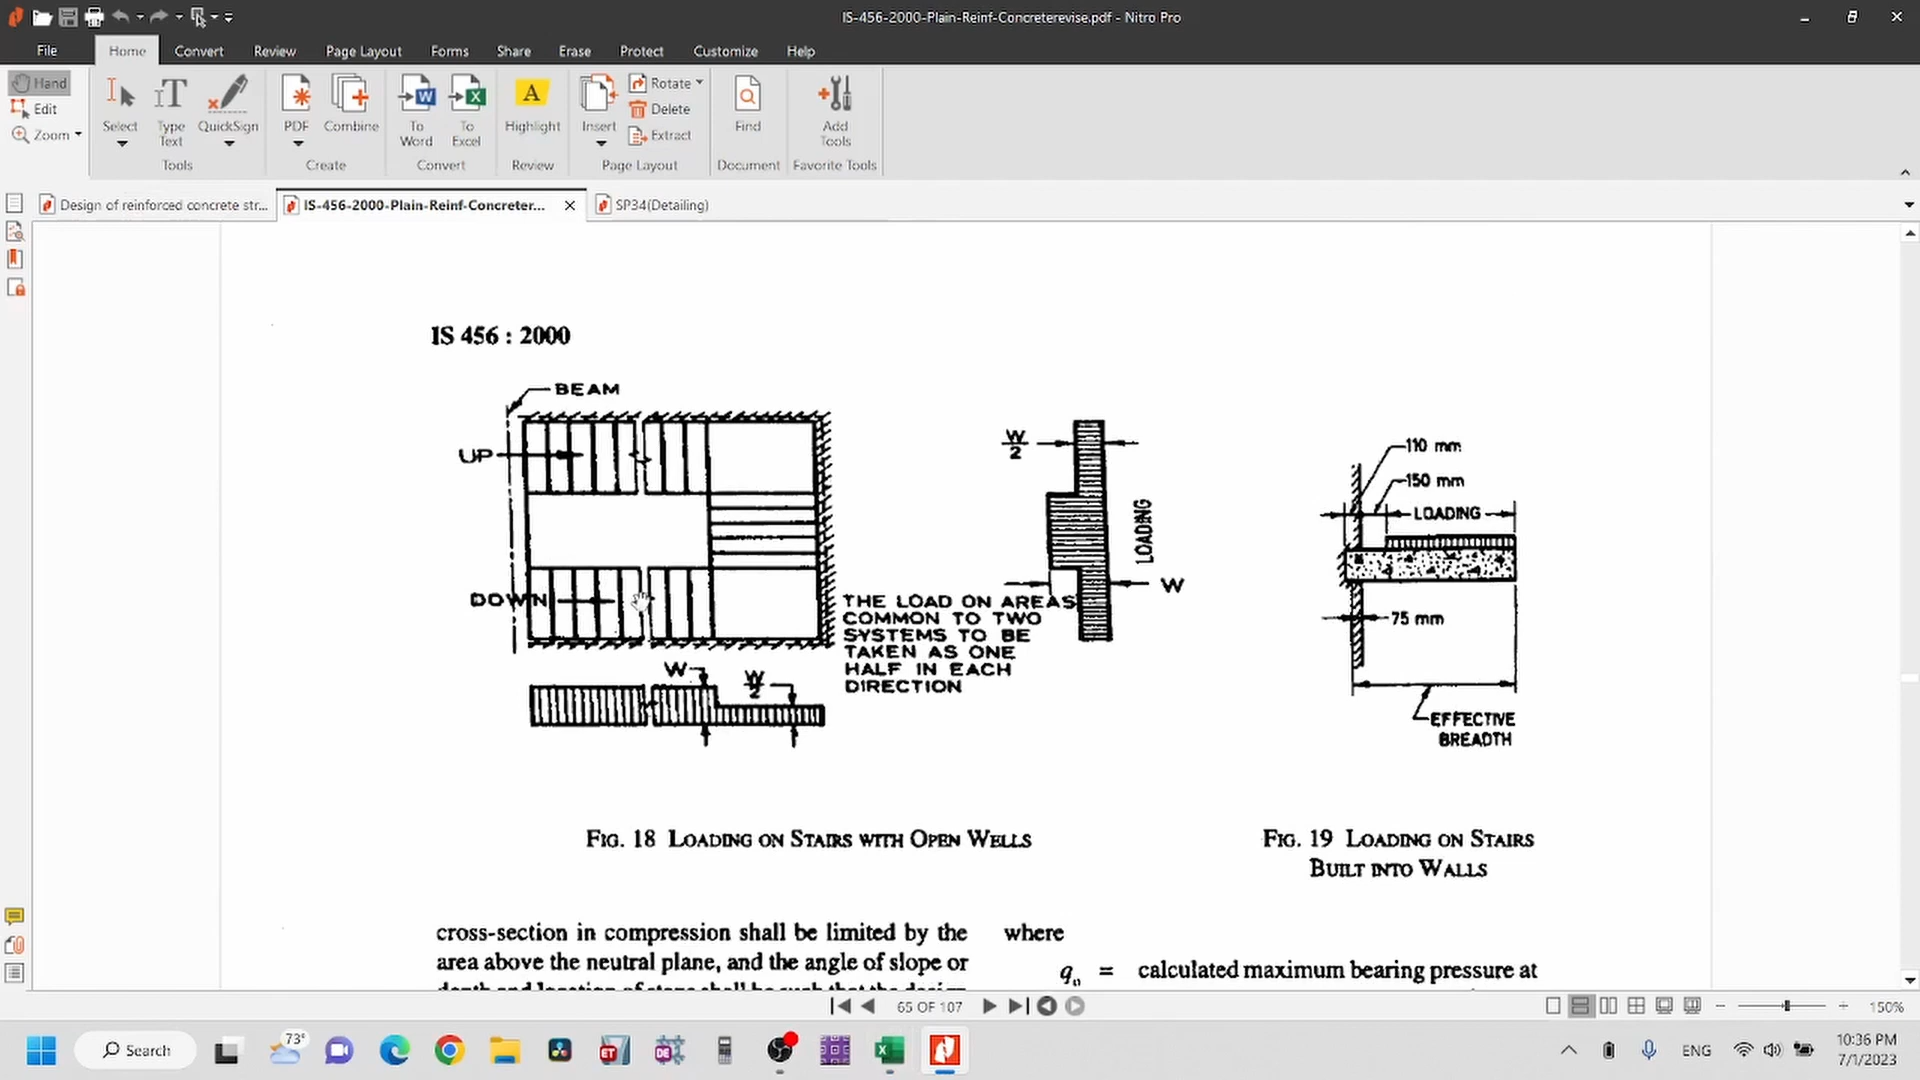 IS-456-2000-Plain-Reinf-Concreterevise.pdf - Nitro Pro
File
Home
Convert
Review
Page Layout
Forms
Share
Erase
Protect
Customize
Help
Hand
Edit
Zoom
Select
Type Text
QuickSign
Tools
PDF
Combine
Create
To Word
To Excel
Convert
Highlight
Review
Insert
Rotate
Delete
Extract
Page Layout
Find
Document
Add Tools
Favorite Tools
Design of reinforced concrete str...
IS-456-2000-Plain-Reinf-Concreter...
SP34(Detailing)
IS 456 : 2000
BEAM
UP
DOWN
W
W/2
THE LOAD ON AREAS
COMMON TO TWO
SYSTEMS TO BE
TAKEN AS ONE
HALF IN EACH
DIRECTION
W/2
LOADING
W
110 mm
150 mm
LOADING
75 mm
EFFECTIVE
BREADTH
FIG. 18 LOADING ON STAIRS WITH OPEN WELLS
FIG. 19 LOADING ON STAIRS
BUILT INTO WALLS
cross-section in compression shall be limited by the
area above the neutral plane, and the angle of slope or
where
= calculated maximum bearing pressure at
65 OF 107
150%
Search
73°
ET
DE
ENG
10:36 PM
7/1/2023